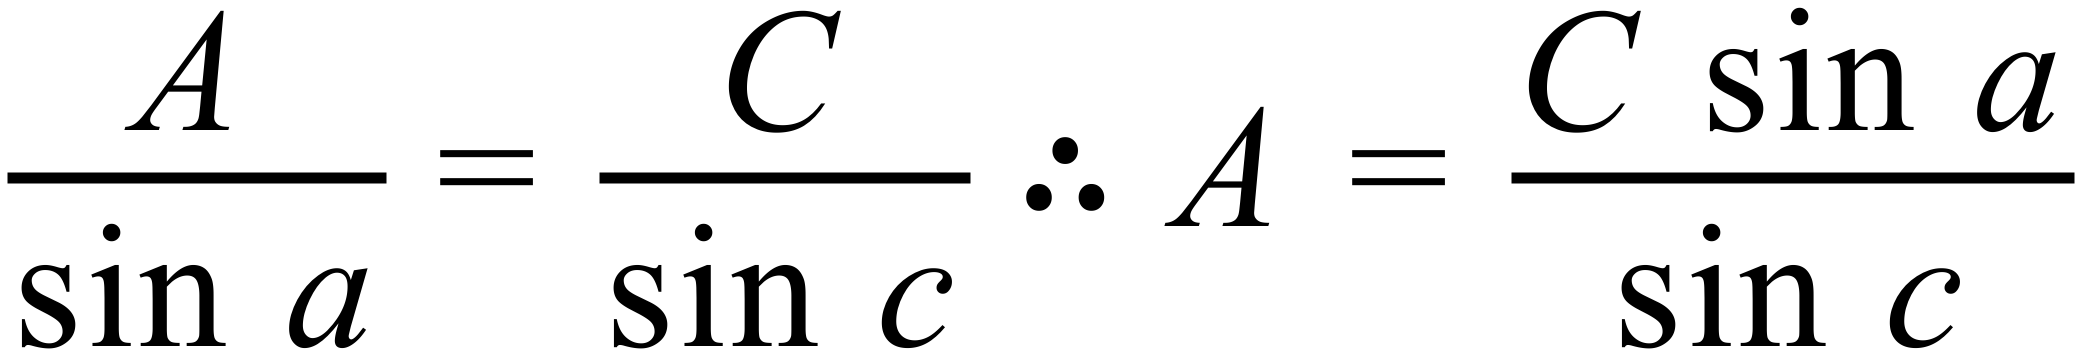 A/sin a = C/sin c ∴ A = C sin a/sin c